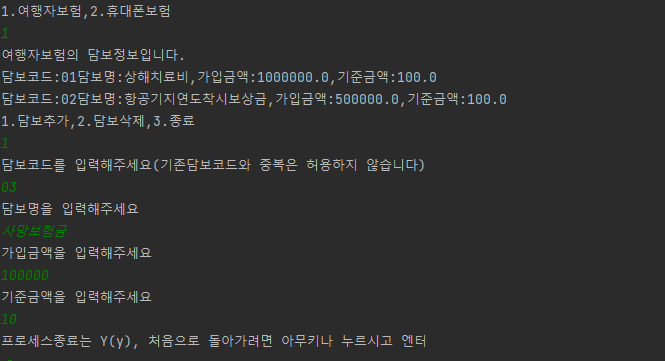 1.여행자보험,2.휴대폰보험
1
여행자보험의 담보정보입니다.
담보코드:01담보명:상해치료비,가입금액:1000000.0,기준금액:100.0
담보코드:02담보명:항공기지연도착시보상금,가입금액:500000.0,기준금액:100.0
1.담보추가,2.담보삭제,3.종료
1
담보코드를 입력해주세요(기존담보코드와 중복은 허용하지 않습니다)
03
담보명을 입력해주세요
사망보험금
가입금액을 입력해주세요
100000
기준금액을 입력해주세요
10
프로세스종료는 Y(y), 처음으로 돌아가려면 아무키나 누르시고 엔터